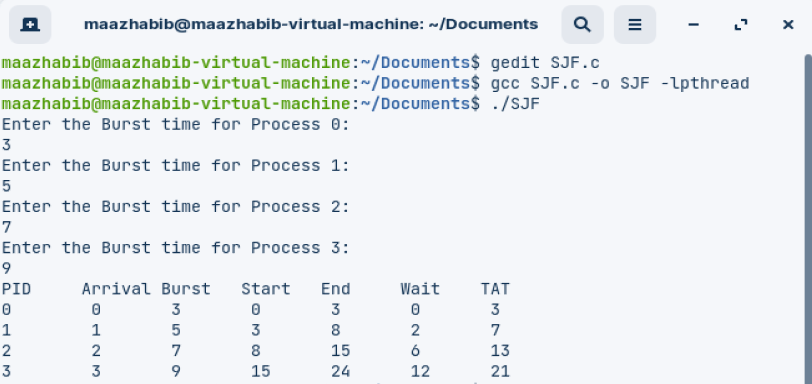 maazhabib@maazhabib-virtual-machine: ~/Documents
maazhabib@maazhabib-virtual-machine:~/Documents$ gedit SJF.c
maazhabib@maazhabib-virtual-machine:~/Documents$ gcc SJF.c -o SJF -lpthread
maazhabib@maazhabib-virtual-machine:~/Documents$ ./SJF
Enter the Burst time for Process 0:
3
Enter the Burst time for Process 1:
5
Enter the Burst time for Process 2:
7
Enter the Burst time for Process 3:
9
PID Arrival Burst Start End Wait TAT
0 0 3 0 3 0 3
1 1 5 3 8 2 7
2 2 7 8 15 6 13
3 3 9 15 24 12 21